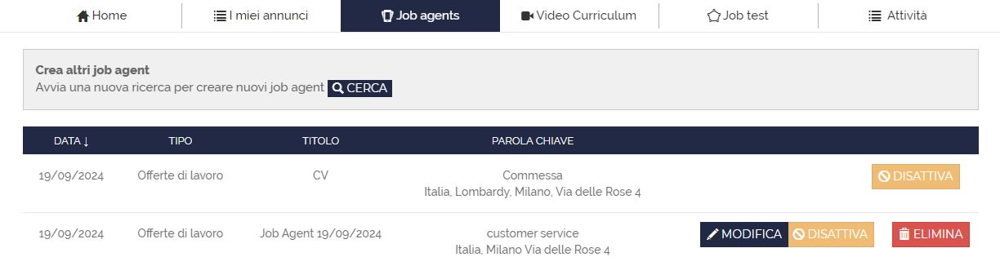 Home I miei annunci Job agents Video Curriculum Job test Attività
Crea altri job agent
Avvia una nuova ricerca per creare nuovi job agent CERCA
DATA ↓ TIPO TITOLO PAROLA CHIAVE
19/09/2024 Offerte di lavoro CV Commessa DISATTIVA
Italia, Lombardy, Milano, Via delle Rose 4
19/09/2024 Offerte di lavoro Job Agent 19/09/2024 customer service MODIFICA DISATTIVA ELIMINA
Italia, Milano Via delle Rose 4